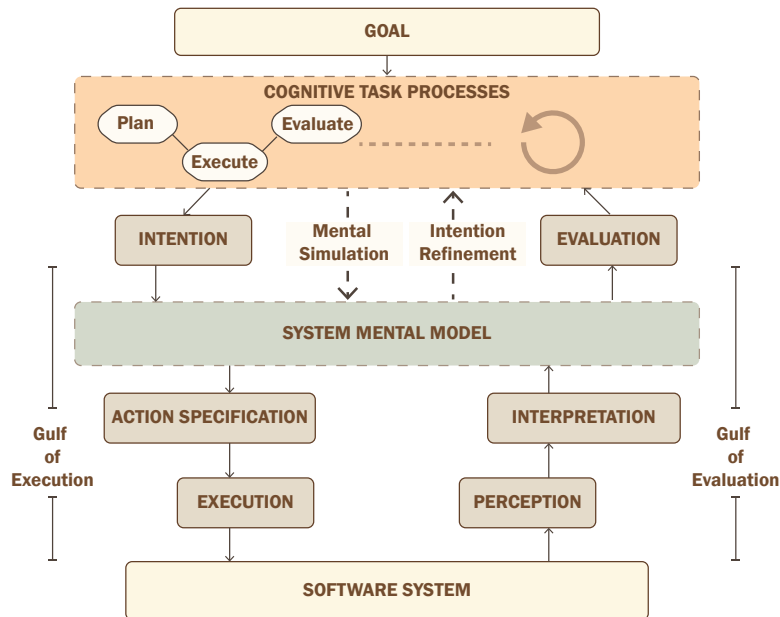 GOAL
COGNITIVE TASK PROCESSES
Plan
Evaluate
Execute
INTENTION
Mental
Simulation
Intention
Refinement
EVALUATION
SYSTEM MENTAL MODEL
ACTION SPECIFICATION
INTERPRETATION
Gulf
of
Execution
Gulf
of
Evaluation
EXECUTION
PERCEPTION
SOFTWARE SYSTEM